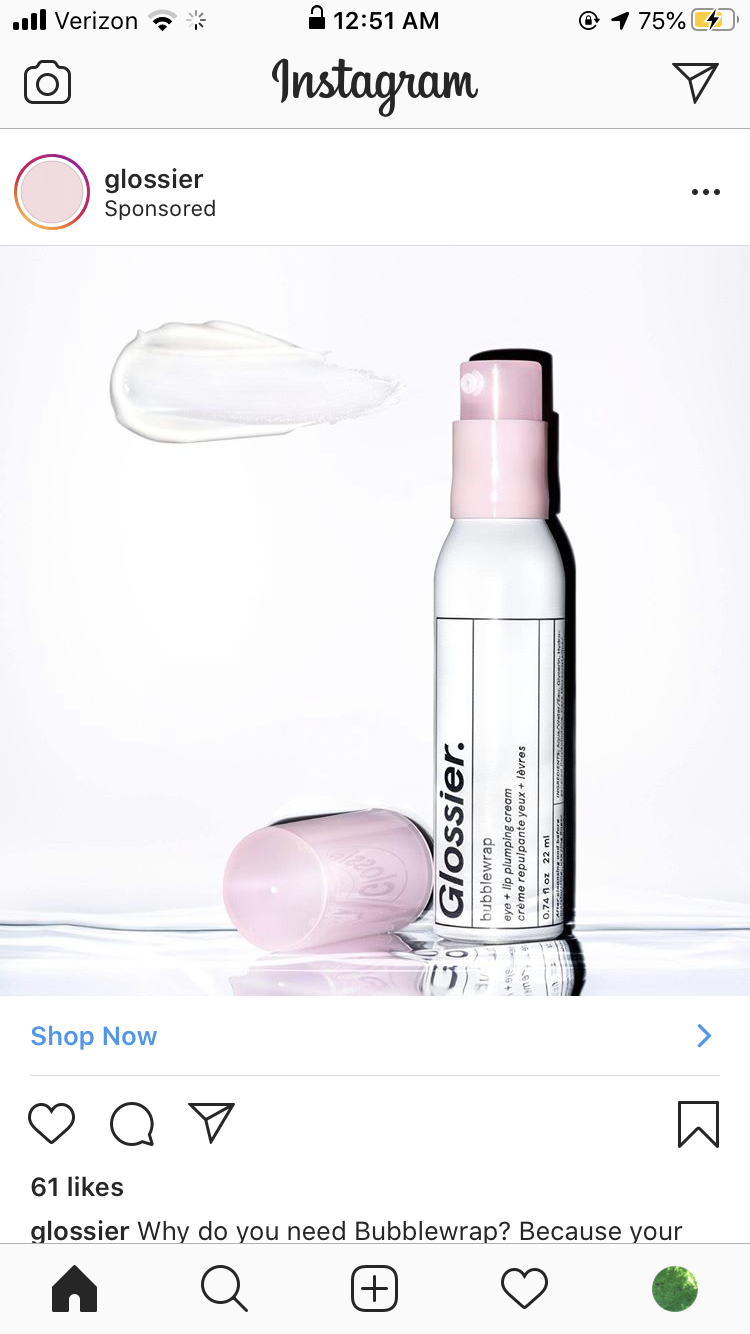 Verizon 12:51 AM 75%
Instagram
glossier
Sponsored
Glossier.
bubblewrap
eye + lip plumping cream
crème repulpante yeux + lèvres
0.74 fl oz 22 ml
Shop Now
61 likes
glossier Why do you need Bubblewrap? Because your